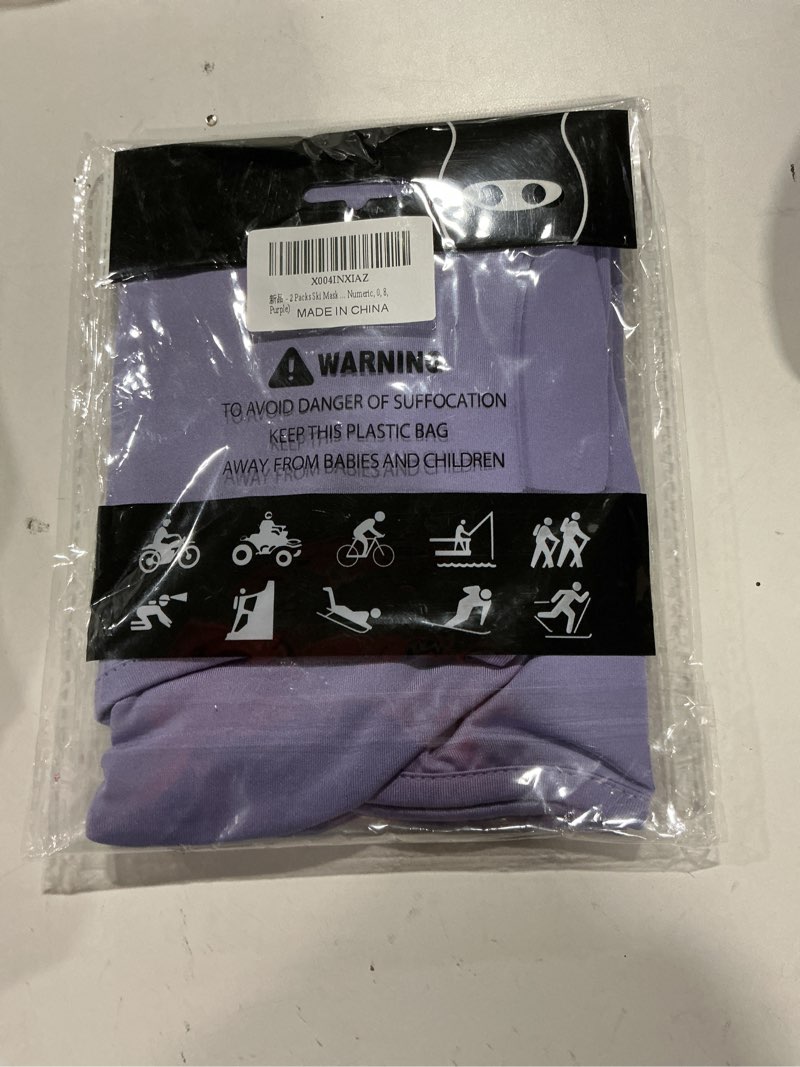 X004INXIAZ
新品 - 2 Packs Ski Mask ... Numeric, 0, 8,
Purple)
MADE IN CHINA
WARNING
TO AVOID DANGER OF SUFFOCATION
KEEP THIS PLASTIC BAG
AWAY FROM BABIES AND CHILDREN